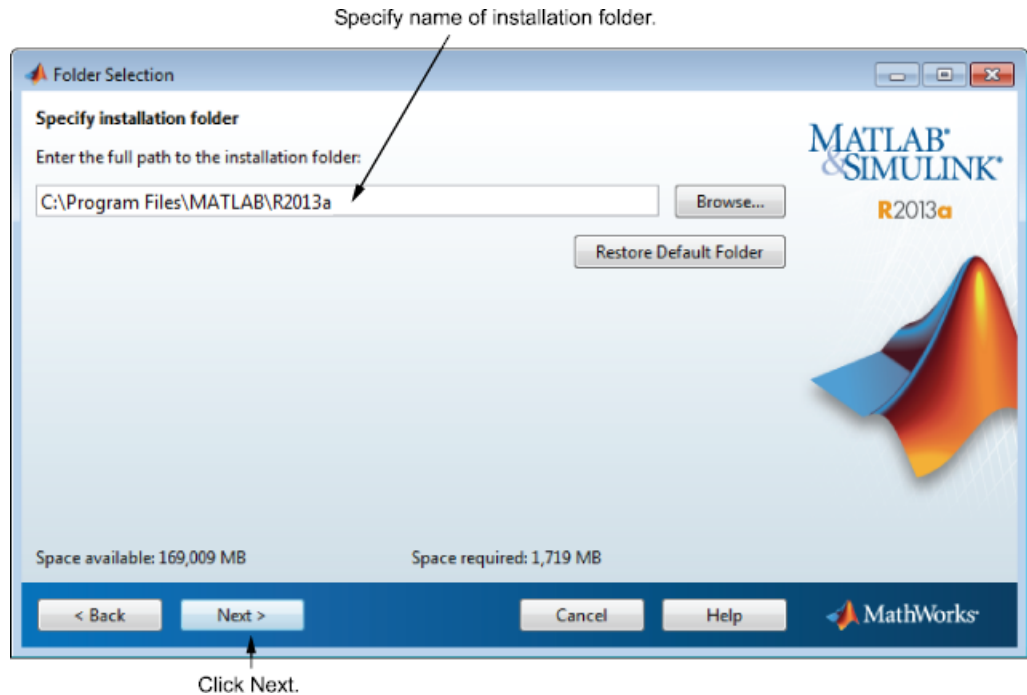 Specify name of installation folder.
Folder Selection
Specify installation folder
Enter the full path to the installation folder:
C:\Program Files\MATLAB\R2013a
Browse...
Restore Default Folder
MATLAB®
&SIMULINK®
R2013a
Space available: 169,009 MB
Space required: 1,719 MB
< Back
Next >
Cancel
Help
MathWorks®
Click Next.